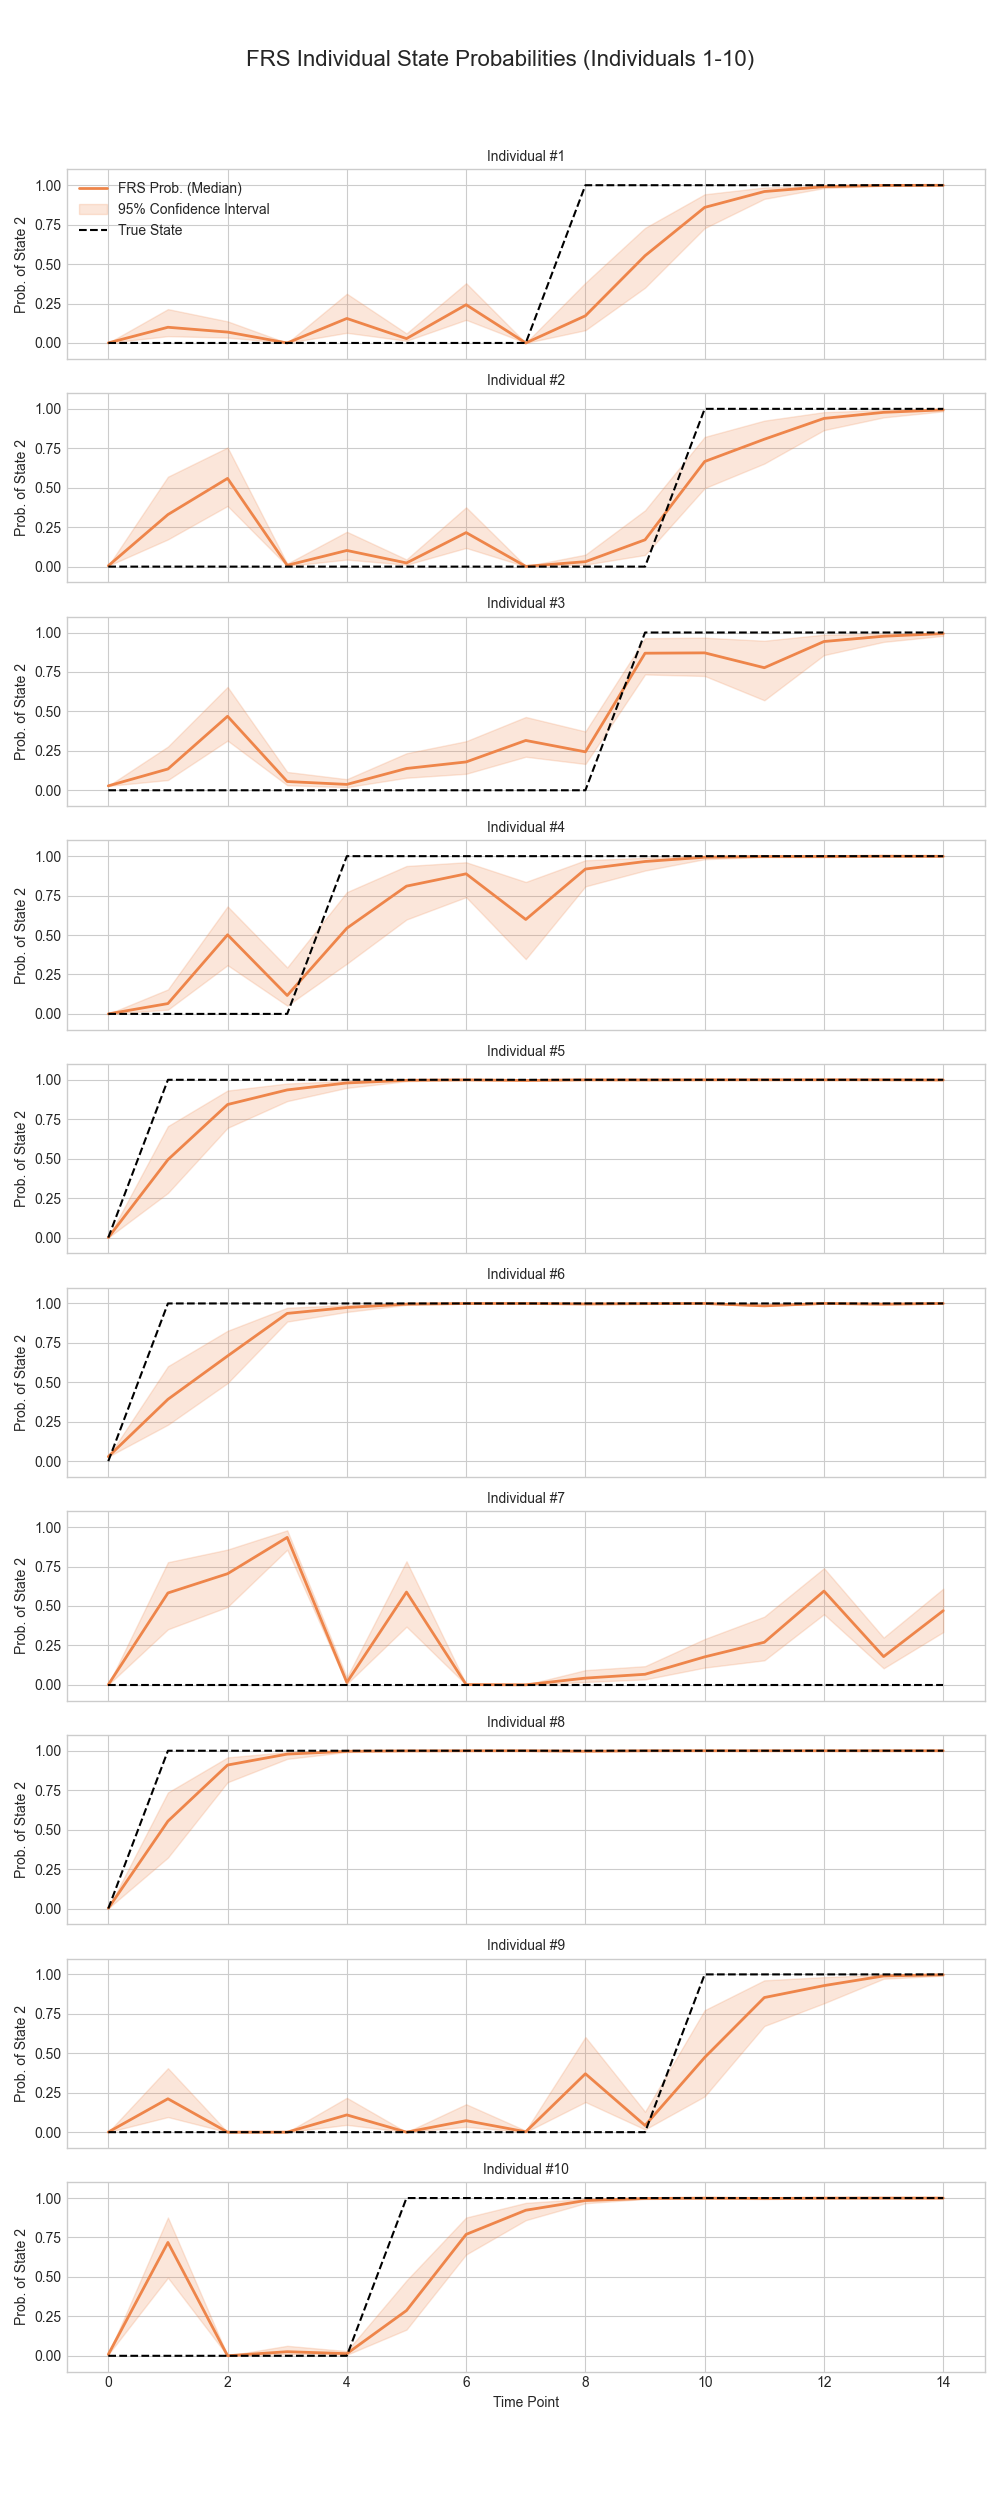 FRS Individual State Probabilities (Individuals 1-10)
Individual #1
1.00
0.75
0.50
0.25
0.00
Prob. of State 2
FRS Prob. (Median)
95% Confidence Interval
True State
Individual #2
1.00
0.75
0.50
0.25
0.00
Prob. of State 2
Individual #3
1.00
0.75
0.50
0.25
0.00
Prob. of State 2
Individual #4
1.00
0.75
0.50
0.25
0.00
Prob. of State 2
Individual #5
1.00
0.75
0.50
0.25
0.00
Prob. of State 2
Individual #6
1.00
0.75
0.50
0.25
0.00
Prob. of State 2
Individual #7
1.00
0.75
0.50
0.25
0.00
Prob. of State 2
Individual #8
1.00
0.75
0.50
0.25
0.00
Prob. of State 2
Individual #9
1.00
0.75
0.50
0.25
0.00
Prob. of State 2
Individual #10
1.00
0.75
0.50
0.25
0.00
Prob. of State 2
0 2 4 6 8 10 12 14
Time Point